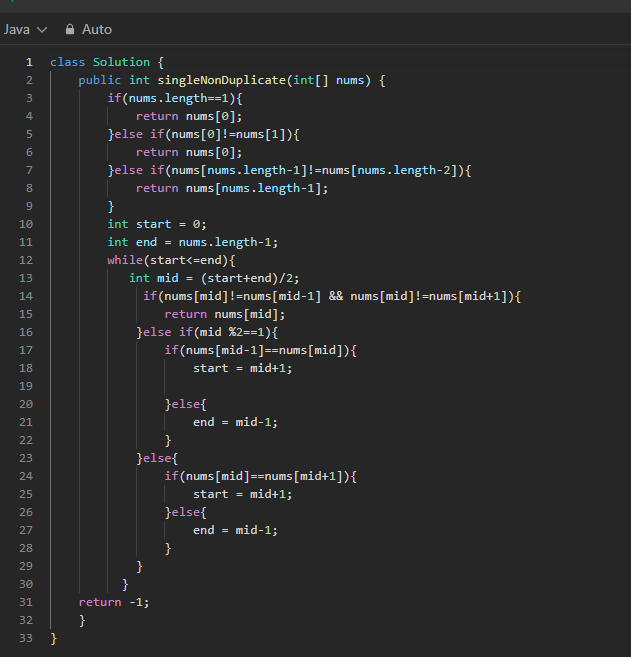 Java Auto
1 class Solution {
2 public int singleNonDuplicate(int[] nums) {
3 if(nums.length==1){
4 return nums[0];
5 }else if(nums[0]!=nums[1]){
6 return nums[0];
7 }else if(nums[nums.length-1]!=nums[nums.length-2]){
8 return nums[nums.length-1];
9 }
10 int start = 0;
11 int end = nums.length-1;
12 while(start<=end){
13 int mid = (start+end)/2;
14 if(nums[mid]!=nums[mid-1] && nums[mid]!=nums[mid+1]){
15 return nums[mid];
16 }else if(mid %2==1){
17 if(nums[mid-1]==nums[mid]){
18 start = mid+1;
19
20 }else{
21 end = mid-1;
22 }
23 }else{
24 if(nums[mid]==nums[mid+1]){
25 start = mid+1;
26 }else{
27 end = mid-1;
28 }
29 }
30 }
31 return -1;
32 }
33 }